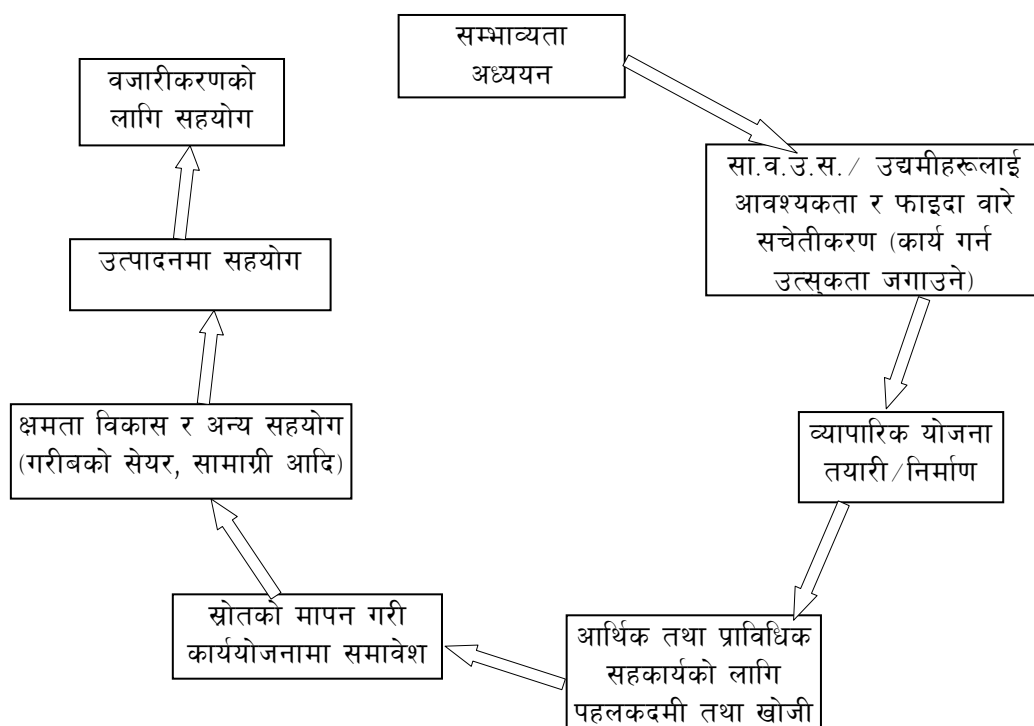 सम्भाव्यता
अध्ययन
सा.व.उ.स./ उद्यमीहरूलाई
आवश्यकता र फाइदा वारे
सचेतीकरण (कार्य गर्न
उत्सुकता जगाउने)
व्यापारिक योजना
तयारी/निर्माण
आर्थिक तथा प्राविधिक
सहकार्यको लागि
पहलकदमी तथा खोजी
स्रोतको मापन गरी
कार्ययोजनामा समावेश
क्षमता विकास र अन्य सहयोग
(गरीबको सेयर, सामाग्री आदि)
उत्पादनमा सहयोग
वजारीकरणको
लागि सहयोग